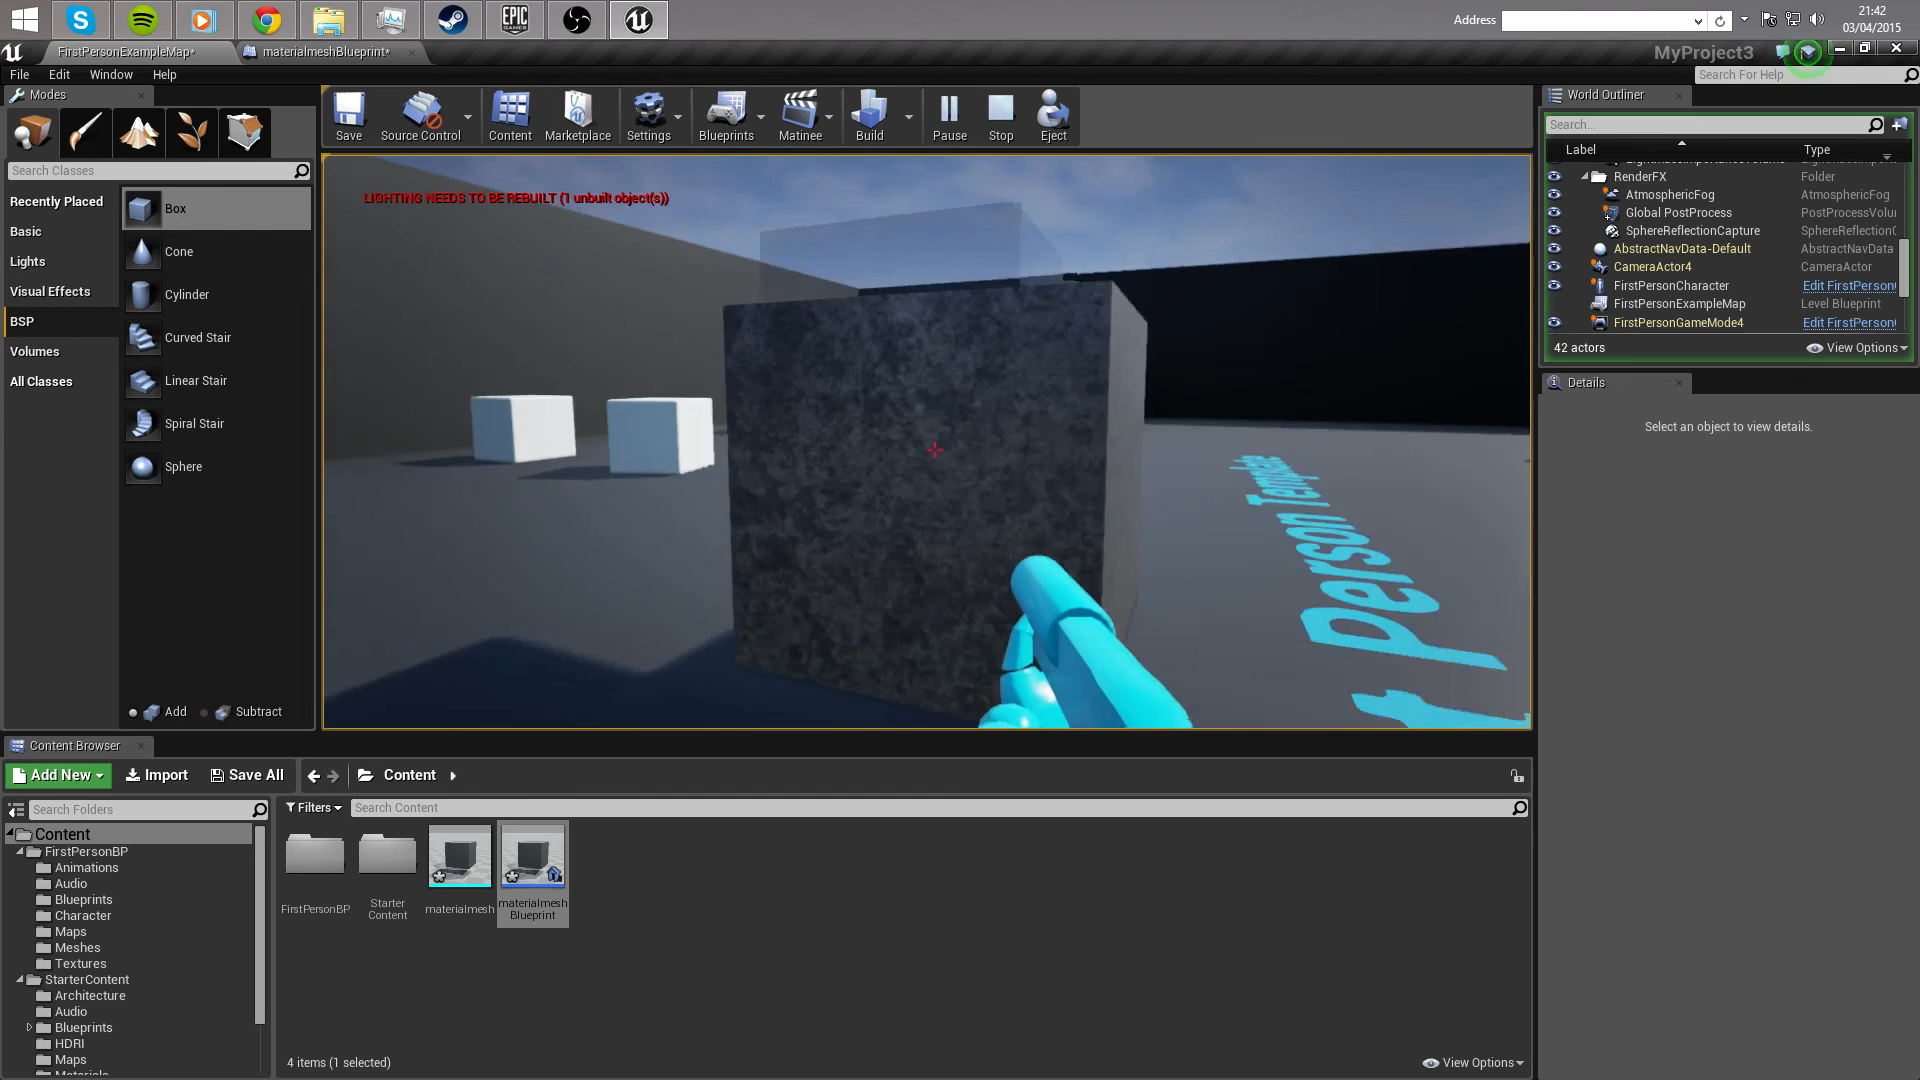 Address
21:42
03/04/2015
EPIC
GAMES
FirstPersonExampleMap*
materialmeshBlueprint*
MyProject3
File
Edit
Window
Help
Search For Help
Modes
Save
Source Control
Content
Marketplace
Settings
Blueprints
Matinee
Build
Pause
Stop
Eject
Search Classes
Recently Placed
Basic
Lights
Visual Effects
BSP
Volumes
All Classes
Box
Cone
Cylinder
Curved Stair
Linear Stair
Spiral Stair
Sphere
Add
Subtract
LIGHTING NEEDS TO BE REBUILT (1 unbuilt object(s))
Person Template
World Outliner
Search...
Label
Type
RenderFX
Folder
AtmosphericFog
AtmosphericFog
Global PostProcess
PostProcessVolu
SphereReflectionCapture
SphereReflectionC
AbstractNavData-Default
AbstractNavData
CameraActor4
CameraActor
FirstPersonCharacter
Edit FirstPerson
FirstPersonExampleMap
Level Blueprint
FirstPersonGameMode4
Edit FirstPerson
42 actors
View Options
Details
Select an object to view details.
Content Browser
Add New
Import
Save All
Content
Search Folders
Filters
Search Content
Content
FirstPersonBP
Animations
Audio
Blueprints
Character
Maps
Meshes
Textures
StarterContent
Architecture
Audio
Blueprints
HDRI
Maps
Materials
FirstPersonBP
Starter
Content
materialmesh
materialmesh
Blueprint
4 items (1 selected)
View Options